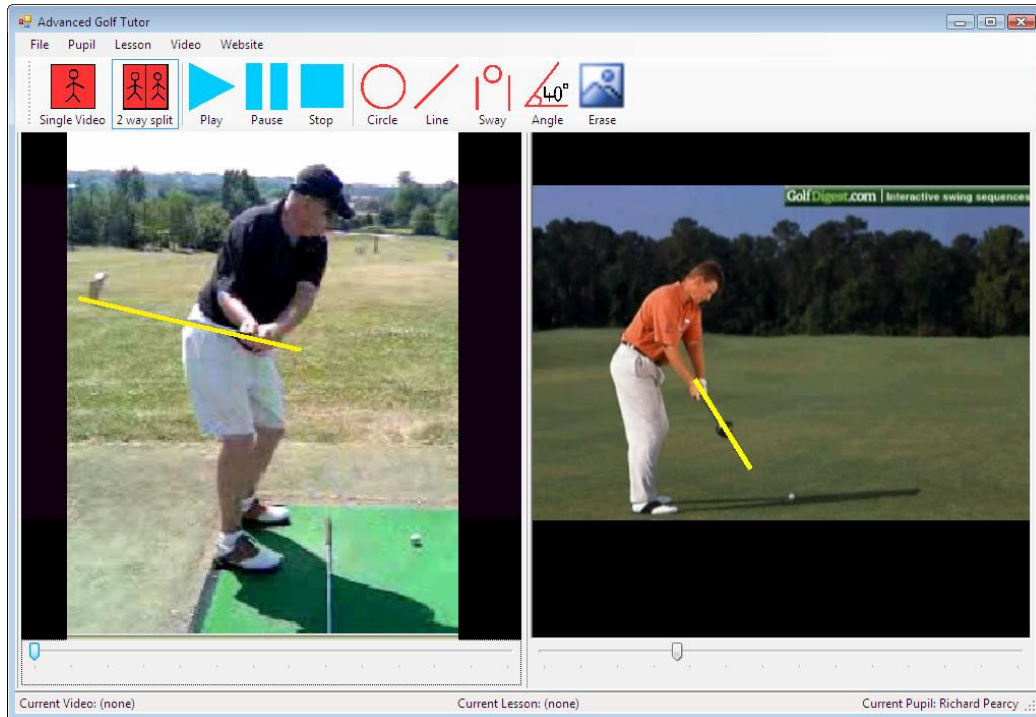 Advanced Golf Tutor
File Pupil Lesson Video Website
Single Video 2 way split Play Pause Stop Circle Line Sway 40° Angle Erase
GolfDigest.com | Interactive swing sequences
Current Video: (none) Current Lesson: (none) Current Pupil: Richard Pearcy